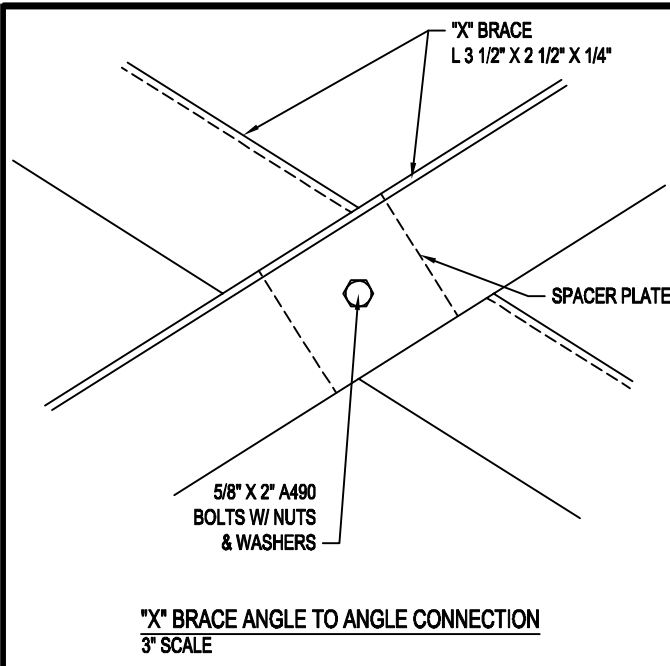 "X" BRACE
L 3 1/2" X 2 1/2" X 1/4"
SPACER PLATE
5/8" X 2" A490
BOLTS W/ NUTS
& WASHERS
"X" BRACE ANGLE TO ANGLE CONNECTION
3" SCALE